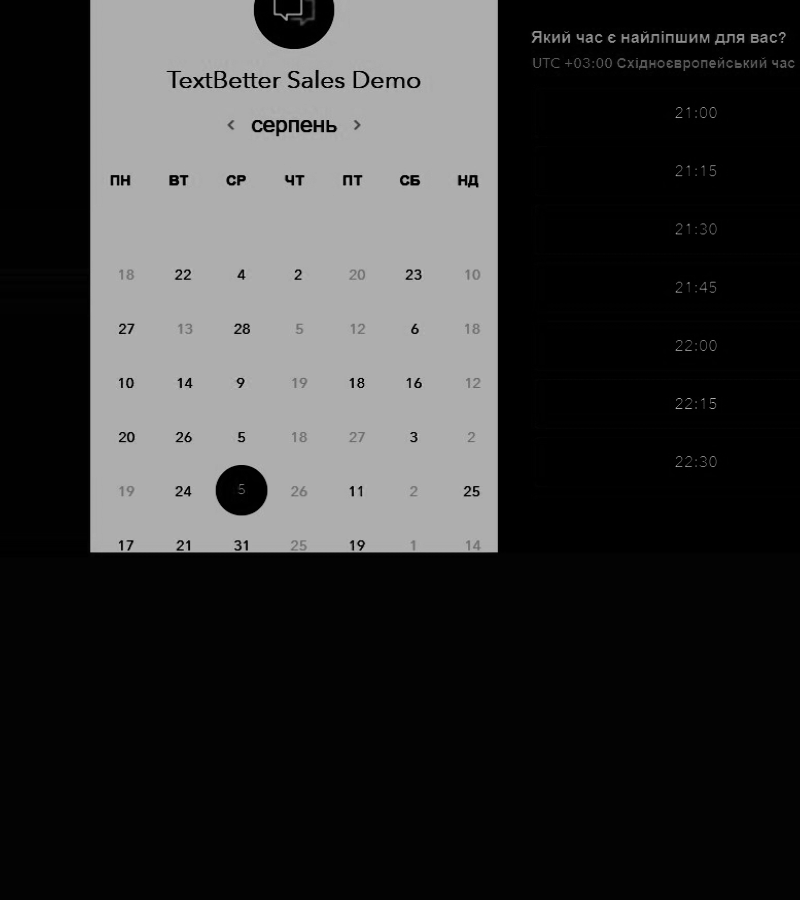 TextBetter Sales Demo
< серпень >
ПН ВТ СР ЧТ ПТ СБ НД
18 22 4 2 20 23 10
27 13 28 5 12 6 18
10 14 9 19 18 16 12
20 26 5 18 27 3 2
19 24 5 26 11 2 25
17 21 31 25 19 1 14
Який час є найліпшим для вас?
UTC +03:00 Східноєвропейський час
21:00
21:15
21:30
21:45
22:00
22:15
22:30